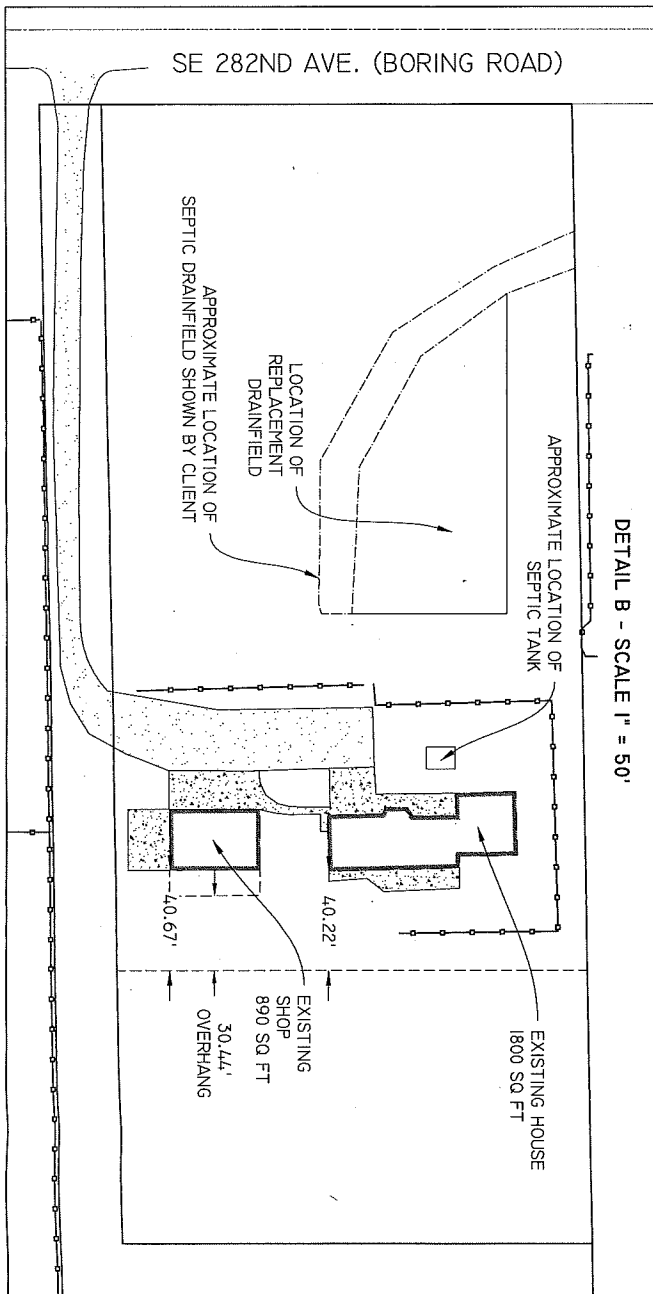 SE 282ND AVE. (BORING ROAD)
DETAIL B - SCALE 1" = 50'
APPROXIMATE LOCATION OF
SEPTIC TANK
LOCATION OF
REPLACEMENT
DRAINFIELD
APPROXIMATE LOCATION OF
SEPTIC DRAINFIELD SHOWN BY CLIENT
EXISTING HOUSE
1800 SQ FT
40.22'
EXISTING
SHOP
890 SQ FT
30.44'
OVERHANG
40.67'